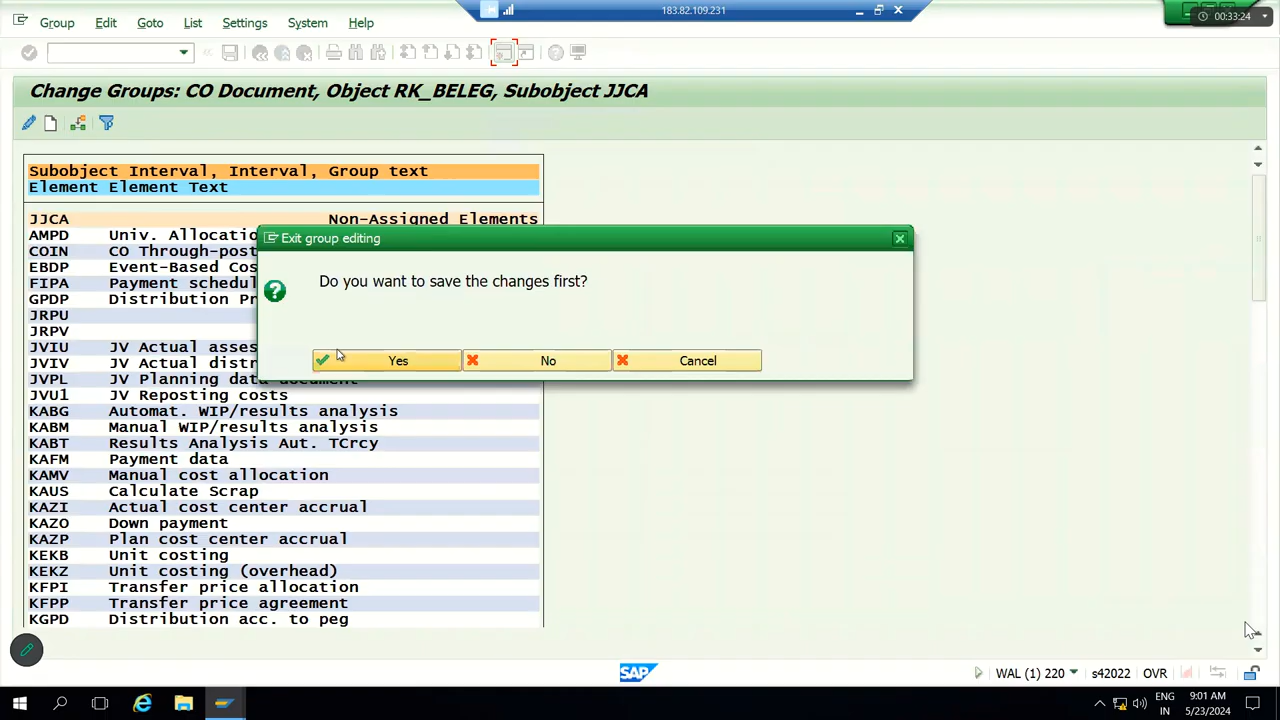 183.82.109.231
00:33:24
Group Edit Goto List Settings System Help
Change Groups: CO Document, Object RK_BELEG, Subobject JJCA
Subobject Interval, Interval, Group text
Element Element Text
JJCA Non-Assigned Elements
AMPD Univ. Allocatio
COIN CO Through-post
EBDP Event-Based Cos
FIPA Payment schedul
GPDP Distribution Pr
JRPU
JRPV
JVIU JV Actual asses
JVIV JV Actual dist
JVPL JV Planning data document
JVU1 JV Reposting costs
KABG Automat. WIP/results analysis
KABM Manual WIP/results analysis
KABT Results Analysis Aut. TCrcy
KAFM Payment data
KAMV Manual cost allocation
KAUS Calculate Scrap
KAZI Actual cost center accrual
KAZO Down payment
KAZP Plan cost center accrual
KEKB Unit costing
KEKZ Unit costing (overhead)
KFPI Transfer price allocation
KFPP Transfer price agreement
KGPD Distribution acc. to peg
Exit group editing
Do you want to save the changes first?
Yes No Cancel
SAP
WAL (1) 220 s42022 OVR
ENG 9:01 AM
IN 5/23/2024